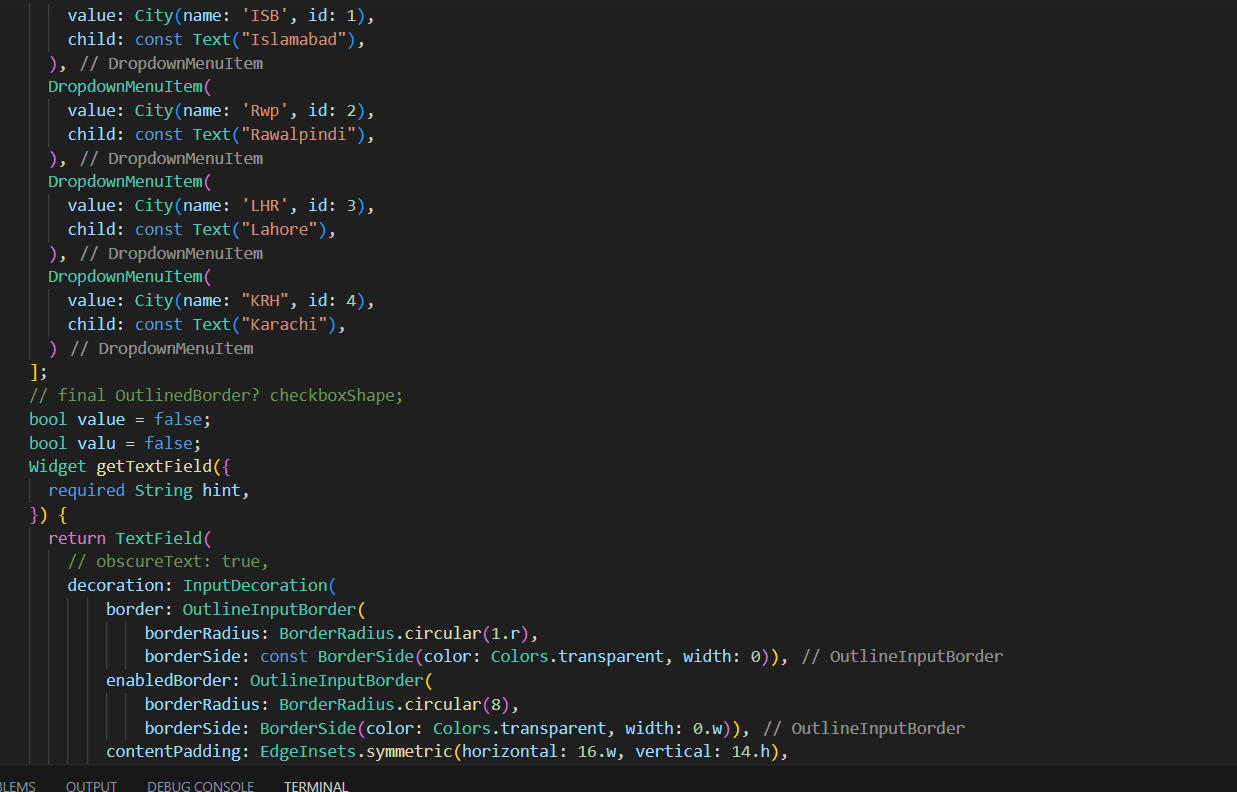 value: City(name: 'ISB', id: 1),
child: const Text("Islamabad"),
), // DropdownMenuItem
DropdownMenuItem(
value: City(name: 'Rwp', id: 2),
child: const Text("Rawalpindi"),
), // DropdownMenuItem
DropdownMenuItem(
value: City(name: 'LHR', id: 3),
child: const Text("Lahore"),
), // DropdownMenuItem
DropdownMenuItem(
value: City(name: "KRH", id: 4),
child: const Text("Karachi"),
) // DropdownMenuItem
];
// final OutlinedBorder? checkboxShape;
bool value = false;
bool valu = false;
Widget getTextField({
required String hint,
}) {
return TextField(
// obscureText: true,
decoration: InputDecoration(
border: OutlineInputBorder(
borderRadius: BorderRadius.circular(1.r),
borderSide: const BorderSide(color: Colors.transparent, width: 0)), // OutlineInputBorder
enabledBorder: OutlineInputBorder(
borderRadius: BorderRadius.circular(8),
borderSide: BorderSide(color: Colors.transparent, width: 0.w)), // OutlineInputBorder
contentPadding: EdgeInsets.symmetric(horizontal: 16.w, vertical: 14.h),
BLEMS OUTPUT DEBUG CONSOLE TERMINAL